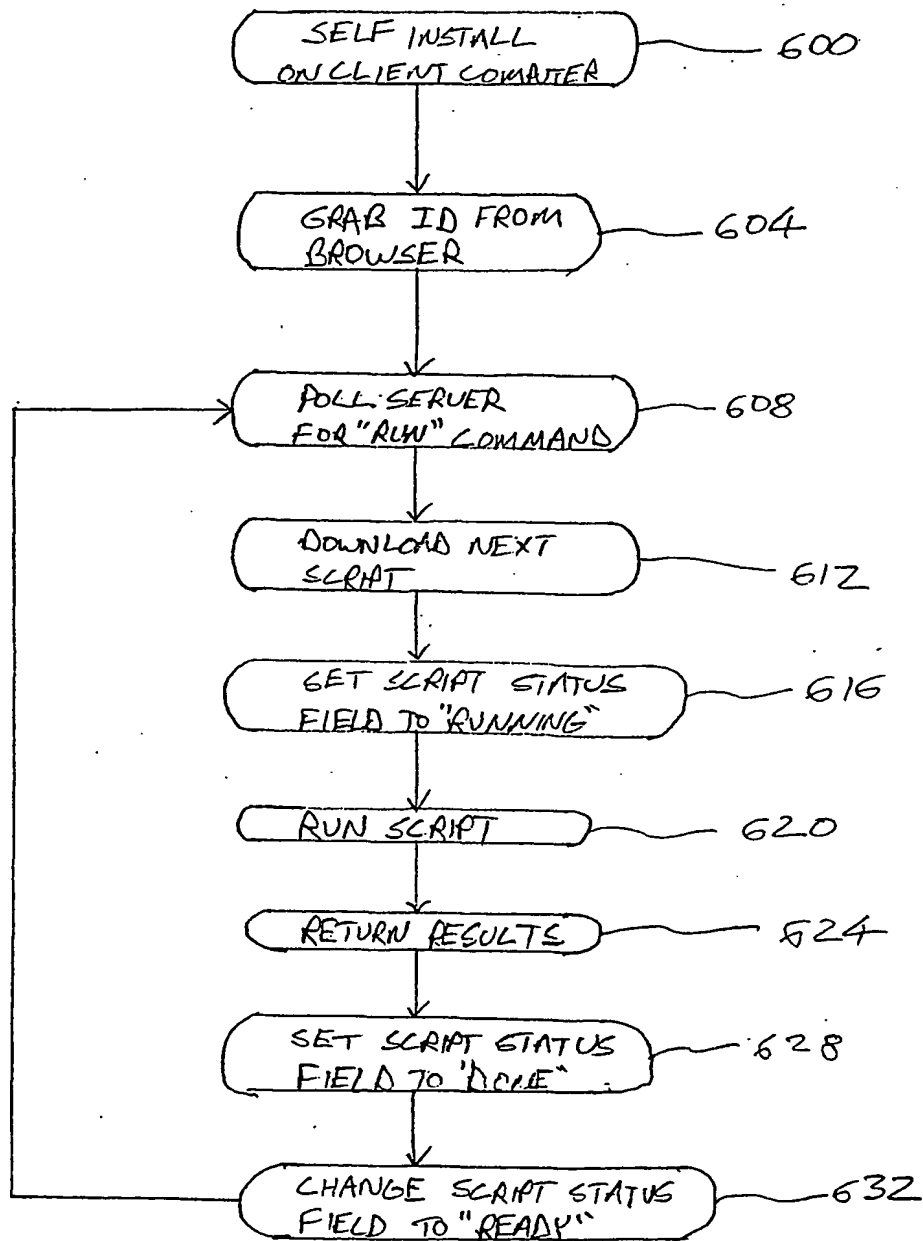 SELF INSTALL
ON CLIENT COMPUTER
600
GRAB ID FROM
BROWSER
604
POLL SERVER
FOR "RUN" COMMAND
608
DOWNLOAD NEXT
SCRIPT
612
SET SCRIPT STATUS
FIELD TO "RUNNING"
616
RUN SCRIPT
620
RETURN RESULTS
624
SET SCRIPT STATUS
FIELD TO "DONE"
628
CHANGE SCRIPT STATUS
FIELD TO "READY"
632